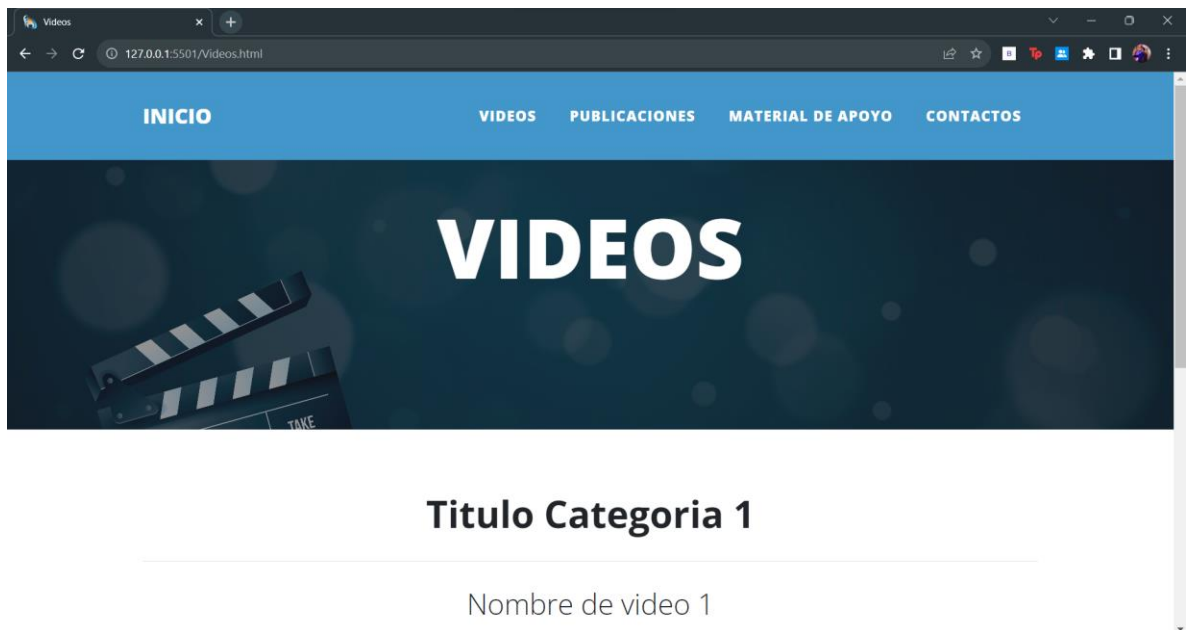 Videos
127.0.0.1:5501/Videos.html
INICIO VIDEOS PUBLICACIONES MATERIAL DE APOYO CONTACTOS
VIDEOS
TAKE
Titulo Categoria 1
Nombre de video 1